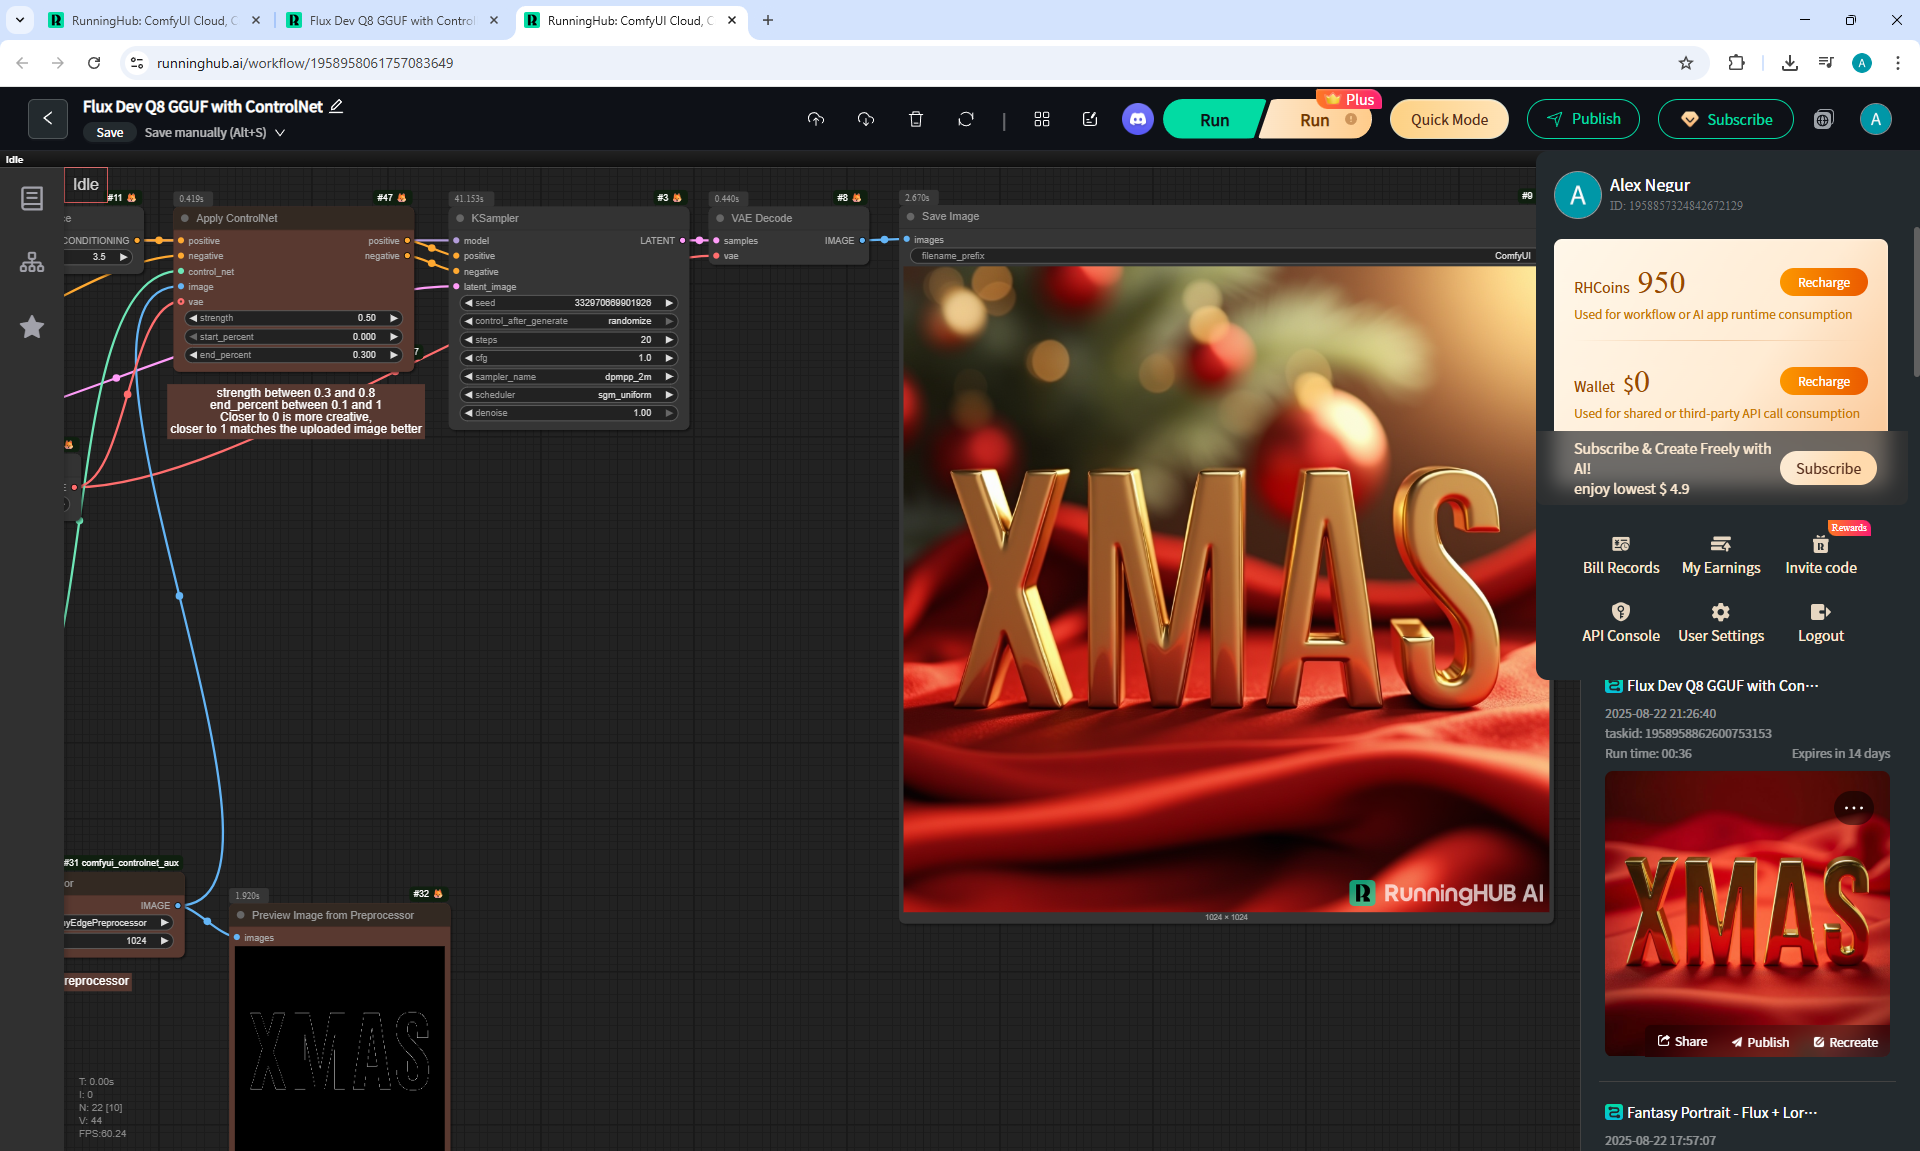 RunningHub: ComfyUI Cloud, C
Flux Dev Q8 GGUF with Control
RunningHub: ComfyUI Cloud, C
runninghub.ai/workflow/1958958061757083649
A
Flux Dev Q8 GGUF with ControlNet
Save
Save manually (Alt+S)
Run
Run
Plus
Quick Mode
Publish
Subscribe
A
Idle
Idle
#11
CONDITIONING
3.5
0.419s
#47
Apply ControlNet
positive
positive
negative
negative
control_net
image
vae
strength
0.50
start_percent
0.000
end_percent
0.300
7
strength between 0.3 and 0.8
end_percent between 0.1 and 1
Closer to 0 is more creative,
closer to 1 matches the uploaded image better
41.153s
#3
KSampler
model
LATENT
positive
negative
latent_image
seed
332970669901926
control_after_generate
randomize
steps
20
cfg
1.0
sampler_name
dpmpp_2m
scheduler
sgm_uniform
denoise
1.00
0.440s
#8
VAE Decode
samples
IMAGE
vae
2.670s
#9
Save Image
images
filename_prefix
ComfyUI
XMAS
RunningHUB AI
1024 × 1024
#31 comfyui_controlnet_aux
or
IMAGE
yEdgePreprocessor
1024
reprocessor
1.920s
#32
Preview Image from Preprocessor
images
XMAS
T: 0.00s
I: 0
N: 22 [10]
V: 44
FPS:60.24
A
Alex Negur
ID: 1958857324842672129
RHCoins 950
Recharge
Used for workflow or AI app runtime consumption
Wallet $0
Recharge
Used for shared or third-party API call consumption
Subscribe & Create Freely with
AI!
enjoy lowest $ 4.9
Subscribe
Rewards
Bill Records
My Earnings
Invite code
API Console
User Settings
Logout
Flux Dev Q8 GGUF with Con···
2025-08-22 21:26:40
taskid: 1958958862600753153
Run time: 00:36
Expires in 14 days
XMAS
Share
Publish
Recreate
Fantasy Portrait - Flux + Lor···
2025-08-22 17:57:07